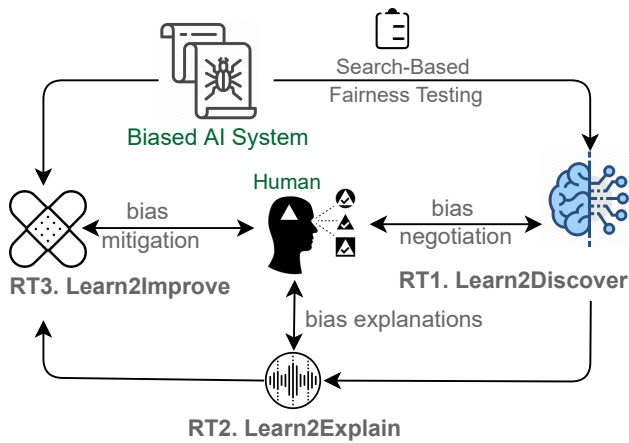 Search-Based
Fairness Testing
Biased AI System
Human
bias
mitigation
bias
negotiation
RT3. Learn2Improve
RT1. Learn2Discover
bias explanations
RT2. Learn2Explain